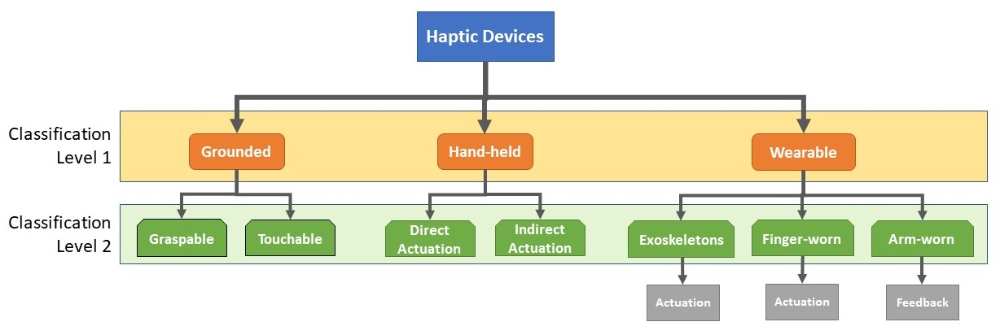 Haptic Devices
Classification
Level 1
Grounded
Hand-held
Wearable
Classification
Level 2
Graspable
Touchable
Direct
Actuation
Indirect
Actuation
Exoskeletons
Finger-worn
Arm-worn
Actuation
Actuation
Feedback